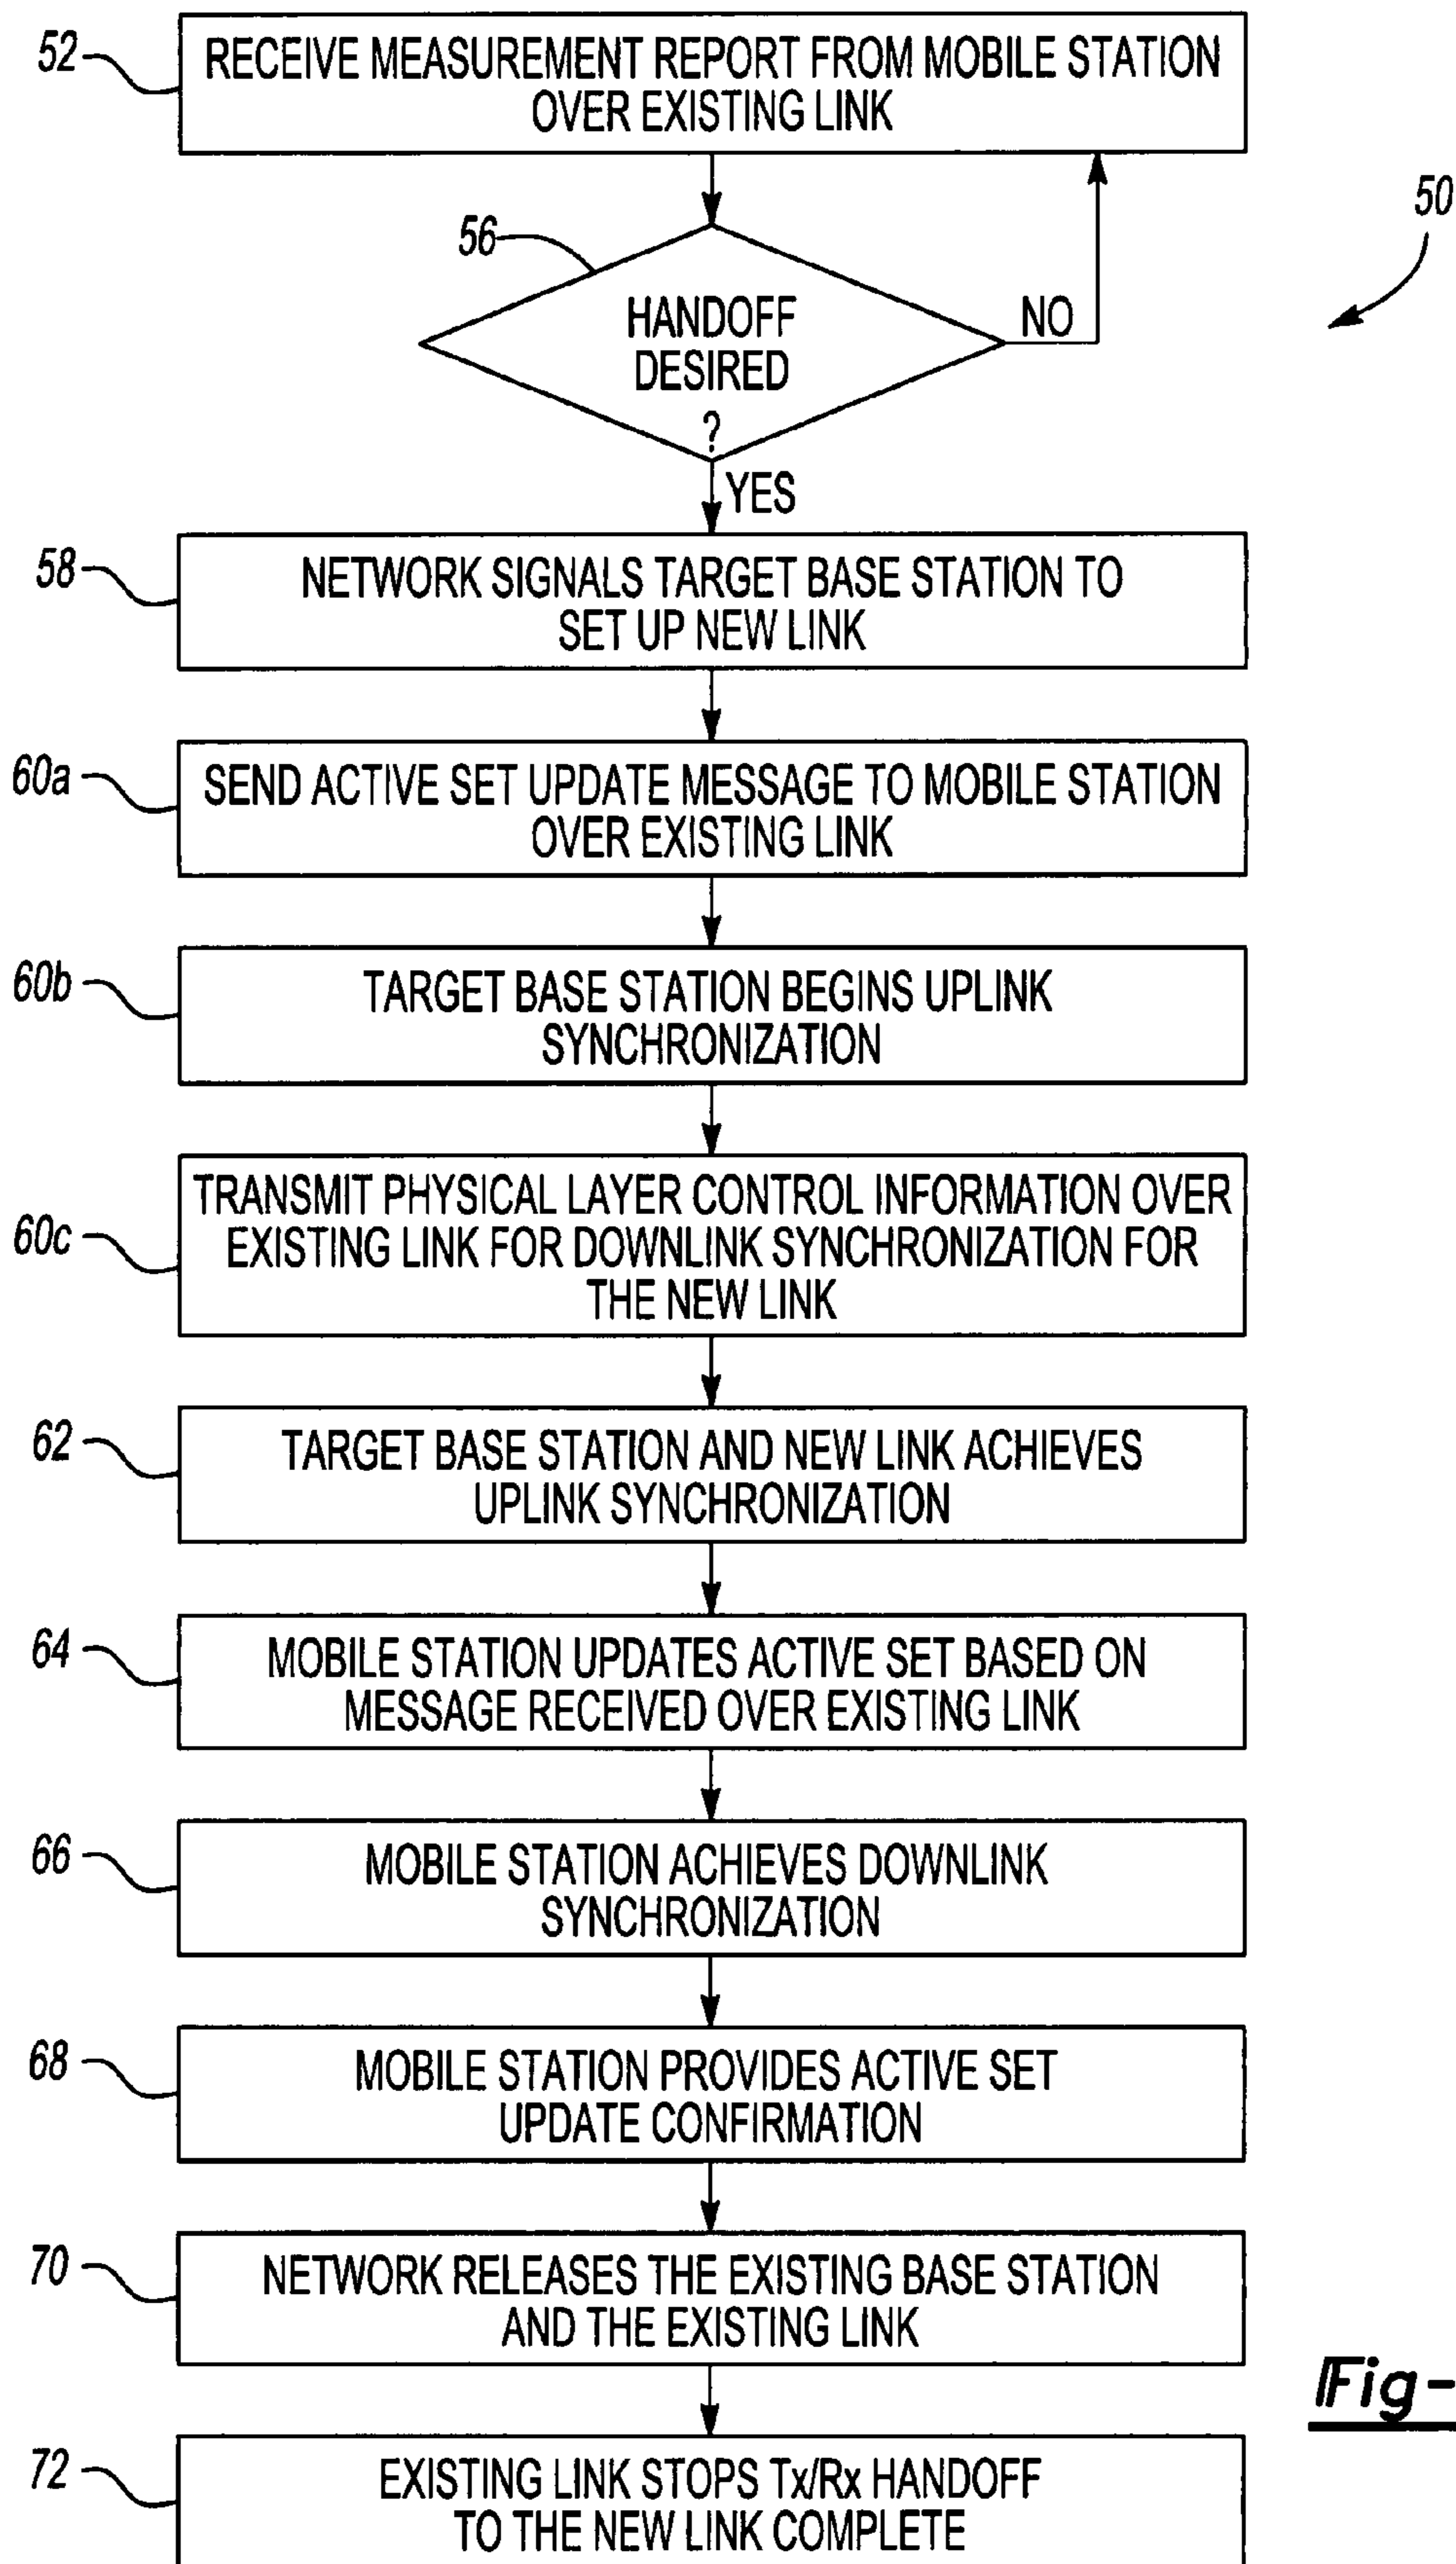 52
RECEIVE MEASUREMENT REPORT FROM MOBILE STATION
OVER EXISTING LINK
50
56
HANDOFF
DESIRED
?
NO
YES
58
NETWORK SIGNALS TARGET BASE STATION TO
SET UP NEW LINK
60a
SEND ACTIVE SET UPDATE MESSAGE TO MOBILE STATION
OVER EXISTING LINK
60b
TARGET BASE STATION BEGINS UPLINK
SYNCHRONIZATION
60c
TRANSMIT PHYSICAL LAYER CONTROL INFORMATION OVER
EXISTING LINK FOR DOWNLINK SYNCHRONIZATION FOR
THE NEW LINK
62
TARGET BASE STATION AND NEW LINK ACHIEVES
UPLINK SYNCHRONIZATION
64
MOBILE STATION UPDATES ACTIVE SET BASED ON
MESSAGE RECEIVED OVER EXISTING LINK
66
MOBILE STATION ACHIEVES DOWNLINK
SYNCHRONIZATION
68
MOBILE STATION PROVIDES ACTIVE SET
UPDATE CONFIRMATION
70
NETWORK RELEASES THE EXISTING BASE STATION
AND THE EXISTING LINK
Fig-
72
EXISTING LINK STOPS Tx/Rx HANDOFF
TO THE NEW LINK COMPLETE